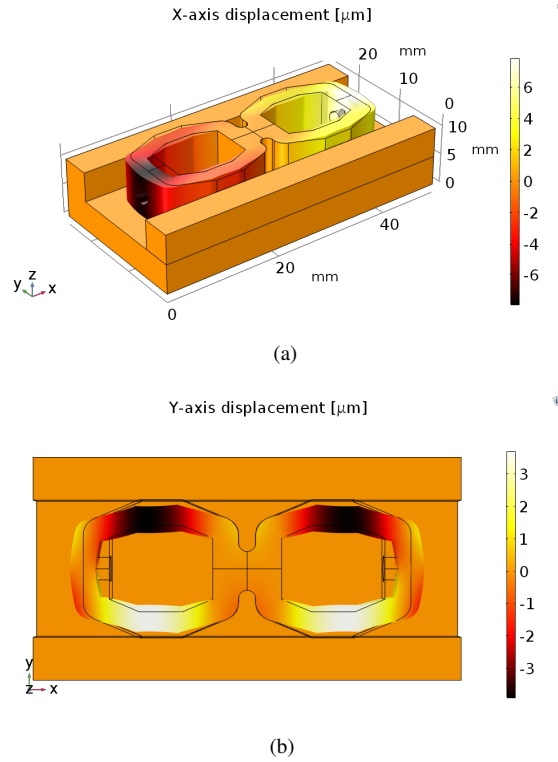 X-axis displacement [μm]
20 mm
10
0
10
5 mm
0
40
20
mm
0
y z x
6
4
2
0
-2
-4
-6
(a)
Y-axis displacement [μm]
3
2
1
0
-1
-2
-3
y
z x
(b)